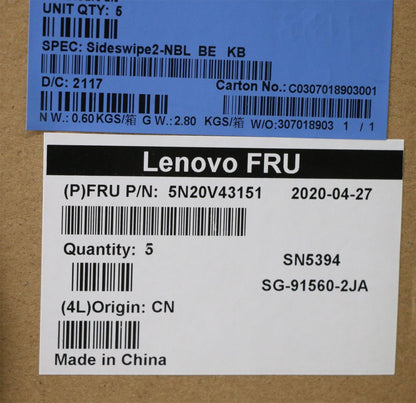 UNIT QTY: 5
SPEC: Sideswipe2-NBL BE KB
D/C: 2117
Carton No.: C0307018903001
N W.: 0.60 KGS/箱 G W.: 2.80 KGS/箱 W/O:307018903 1 / 1
Lenovo FRU
(P)FRU P/N: 5N20V43151 2020-04-27
Quantity: 5
SN5394
SG-91560-2JA
(4L)Origin: CN
Made in China